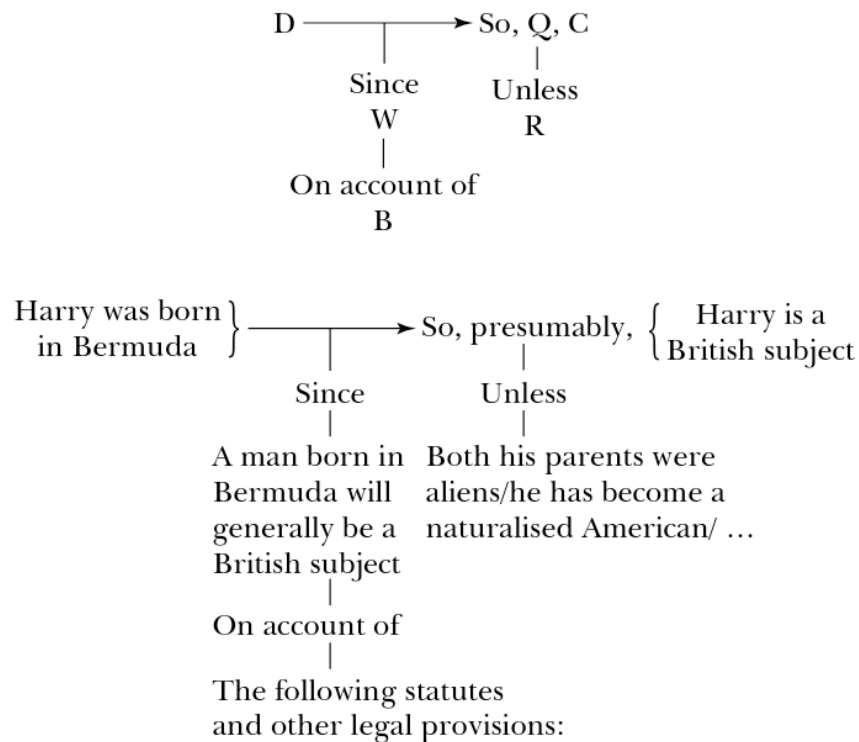 D
So, Q, C
Since
W
Unless
R
On account of
B
Harry was born
in Bermuda
So, presumably,
Harry is a
British subject
Since
Unless
A man born in
Bermuda will
generally be a
British subject
Both his parents were
aliens/he has become a
naturalised American/ …
On account of
The following statutes
and other legal provisions: